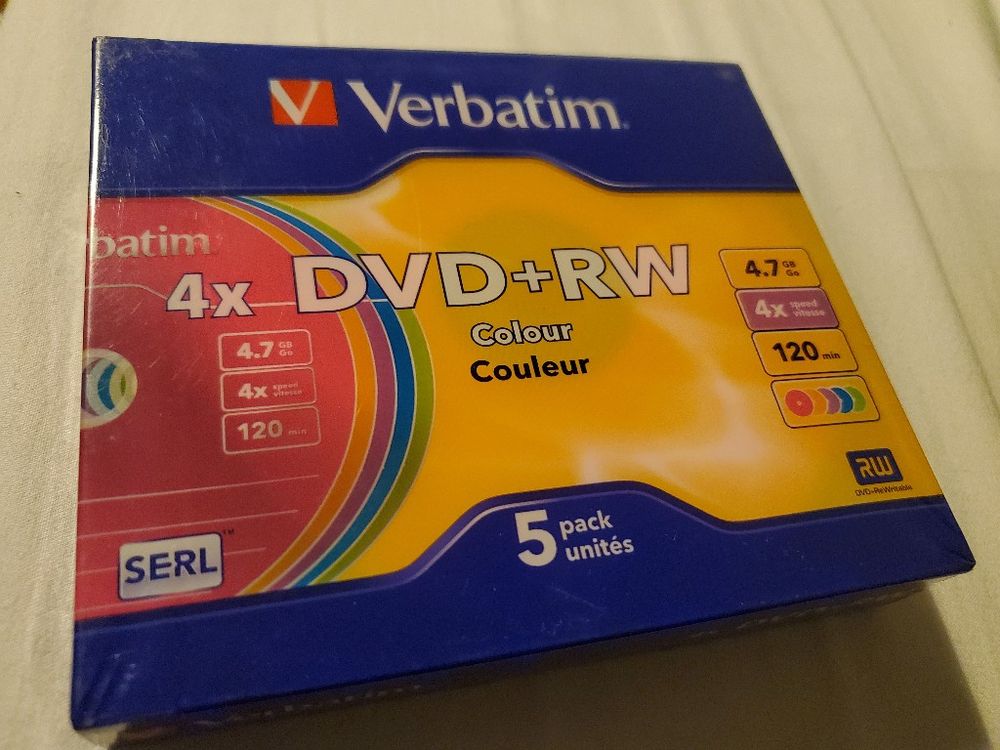 Verbatim
batim
4x DVD+RW
Colour
Couleur
4.7 GB Go
4x speed vitesse
120 min
4.7 GB Go
4x speed vitesse
120 min
RW
DVD+ReWritable
SERL™
5 pack unités